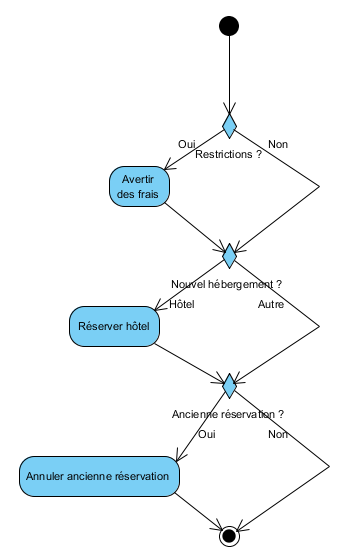 Oui
Non
Restrictions ?
Avertir
des frais
Nouvel hébergement ?
Hôtel
Autre
Réserver hôtel
Ancienne réservation ?
Oui
Non
Annuler ancienne réservation